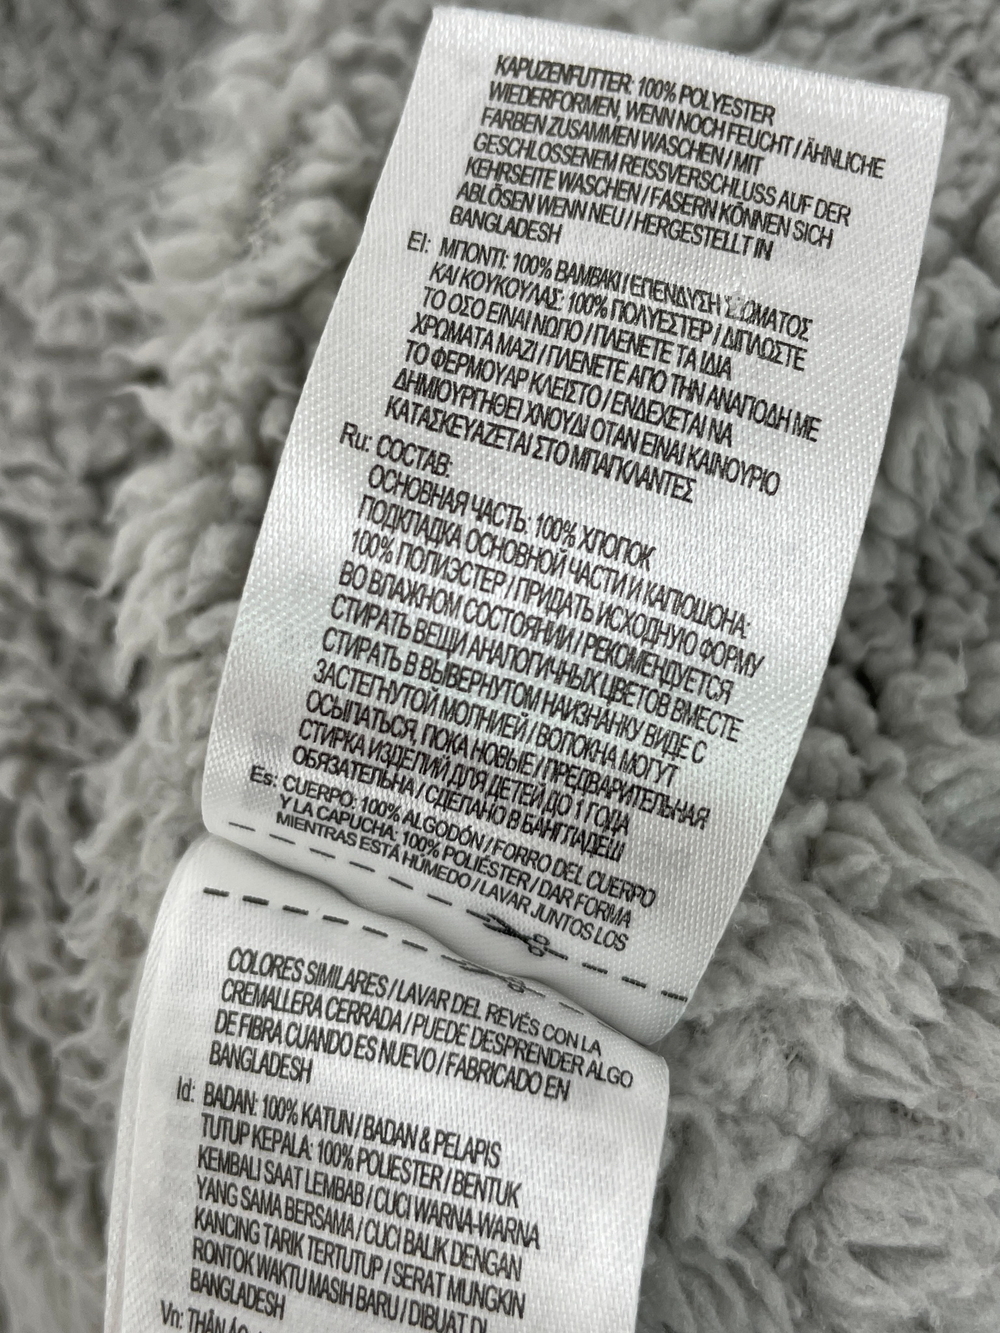 KAPUZENFUTTER: 100% POLYESTER
WIEDERFORMEN, WENN NOCH FEUCHT / ÄHNLICHE
FARBEN ZUSAMMEN WASCHEN / MIT
GESCHLOSSENEM REISSVERSCHLUSS AUF DER
KEHRSEITE WASCHEN / FASERN KÖNNEN SICH
ABLÖSEN WENN NEU / HERGESTELLT IN
BANGLADESH
El: ΜΠΟΝΤΙ: 100% ΒΑΜΒΑΚΙ / ΕΠΕΝΔΥΣΗ ΣΩΜΑΤΟΣ
ΚΑΙ ΚΟΥΚΟΥΛΑΣ: 100% ΠΟΛΥΕΣΤΕΡ / ΔΙΠΛΩΣΤΕ
ΤΟ ΟΣΟ ΕΙΝΑΙ ΝΩΠΟ / ΠΛΕΝΕΤΕ ΤΑ ΙΔΙΑ
ΧΡΩΜΑΤΑ ΜΑΖΙ / ΠΛΕΝΕΤΕ ΑΠΟ ΤΗΝ ΑΝΑΠΟΔΗ ΜΕ
ΤΟ ΦΕΡΜΟΥΑΡ ΚΛΕΙΣΤΟ / ΕΝΔΕΧΕΤΑΙ ΝΑ
ΔΗΜΙΟΥΡΓΗΘΕΙ ΧΝΟΥΔΙ ΟΤΑΝ ΕΙΝΑΙ ΚΑΙΝΟΥΡΙΟ
ΚΑΤΑΣΚΕΥΑΖΕΤΑΙ ΣΤΟ ΜΠΑΓΚΛΑΝΤΕΣ
Ru: СОСТАВ:
ОСНОВНАЯ ЧАСТЬ: 100% ХЛОПОК
ПОДКЛАДКА ОСНОВНОЙ ЧАСТИ И КАПЮШОНА:
100% ПОЛИЭСТЕР / ПРИДАТЬ ИСХОДНУЮ ФОРМУ
ВО ВЛАЖНОМ СОСТОЯНИИ / РЕКОМЕНДУЕТСЯ
СТИРАТЬ ВЕЩИ АНАЛОГИЧНЫХ ЦВЕТОВ ВМЕСТЕ
СТИРАТЬ В ВЫВЕРНУТОМ НАИЗНАНКУ ВИДЕ С
ЗАСТЕГНУТОЙ МОЛНИЕЙ / ВОЛОКНА МОГУТ
ОСЫПАТЬСЯ, ПОКА НОВЫЕ / ПРЕДВАРИТЕЛЬНАЯ
СТИРКА ИЗДЕЛИЙ ДЛЯ ДЕТЕЙ ДО 1 ГОДА
ОБЯЗАТЕЛЬНА / СДЕЛАНО В БАНГЛАДЕШ
Es: CUERPO: 100% ALGODÓN / FORRO DEL CUERPO
Y LA CAPUCHA: 100% POLIÉSTER / DAR FORMA
MIENTRAS ESTÁ HÚMEDO / LAVAR JUNTOS LOS
COLORES SIMILARES / LAVAR DEL REVÉS CON LA
CREMALLERA CERRADA / PUEDE DESPRENDER ALGO
DE FIBRA CUANDO ES NUEVO / FABRICADO EN
BANGLADESH
Id: BADAN: 100% KATUN / BADAN & PELAPIS
TUTUP KEPALA: 100% POLIESTER / BENTUK
KEMBALI SAAT LEMBAB / CUCI WARNA-WARNA
YANG SAMA BERSAMA / CUCI BALIK DENGAN
KANCING TARIK TERTUTUP / SERAT MUNGKIN
RONTOK WAKTU MASIH BARU / DIBUAT DI
BANGLADESH
Vn: THÂN